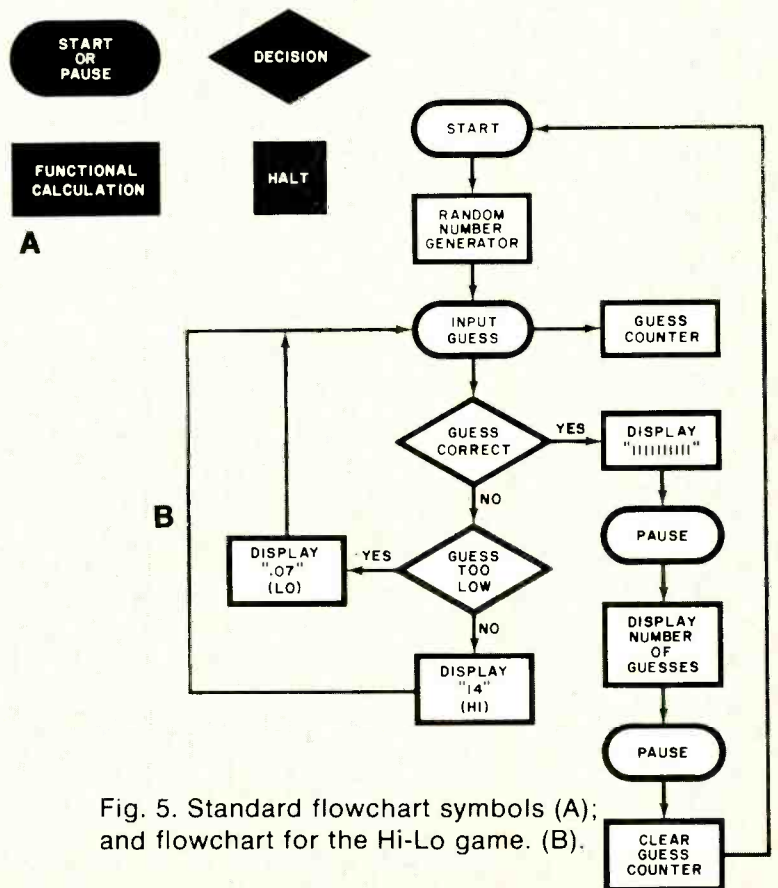 START
OR
PAUSE
DECISION
FUNCTIONAL
CALCULATION
HALT
A
START
RANDOM
NUMBER
GENERATOR
INPUT
GUESS
GUESS
COUNTER
GUESS
CORRECT
YES
DISPLAY
"||||||||||"
NO
B
PAUSE
GUESS
TOO
LOW
YES
DISPLAY
".07"
(LO)
NO
DISPLAY
"14"
(HI)
DISPLAY
NUMBER
OF
GUESSES
PAUSE
CLEAR
GUESS
COUNTER
Fig. 5. Standard flowchart symbols (A);
and flowchart for the Hi-Lo game. (B).